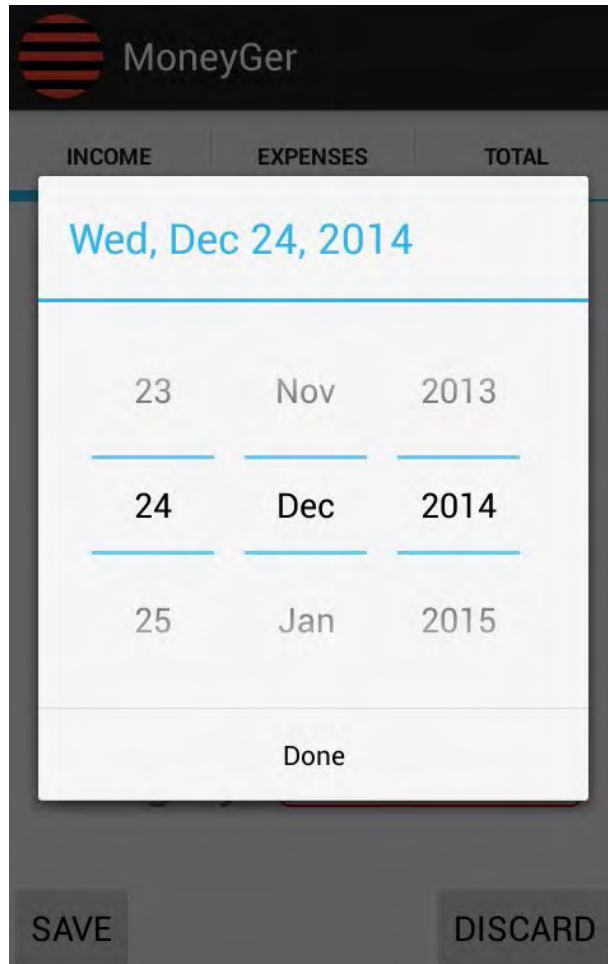 MoneyGer
INCOME EXPENSES TOTAL
Wed, Dec 24, 2014
23 Nov 2013
24 Dec 2014
25 Jan 2015
Done
SAVE DISCARD